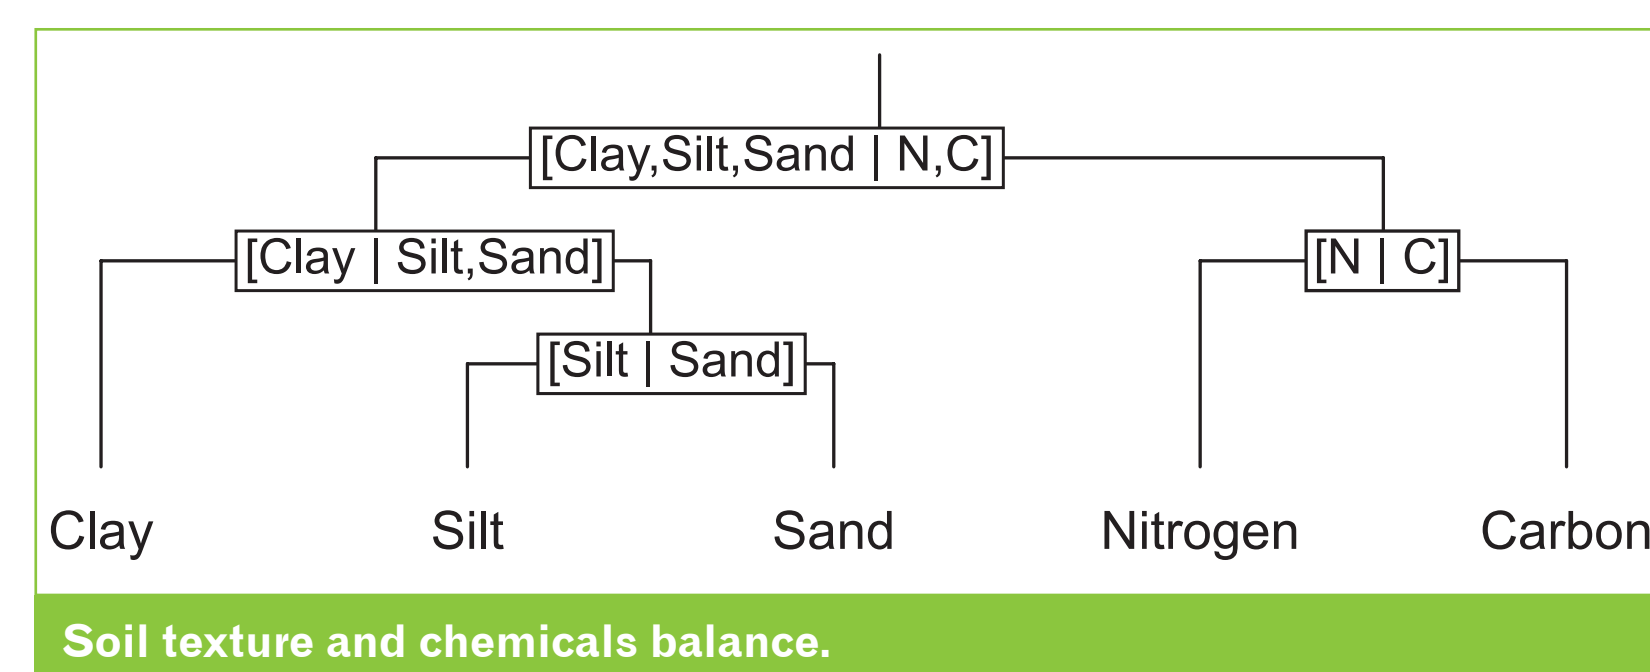 [Clay,Silt,Sand | N,C]
[Clay | Silt,Sand]
[N | C]
[Silt | Sand]
Clay
Silt
Sand
Nitrogen
Carbon
Soil texture and chemicals balance.